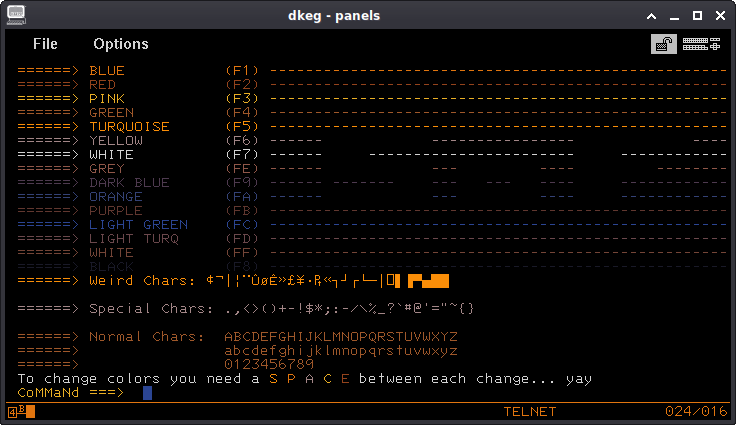 dkeg - panels
File Options
======> BLUE (F1) ---------------------------------------------------
======> RED (F2) ---------------------------------------------------
======> PINK (F3) ---------------------------------------------------
======> GREEN (F4) ---------------------------------------------------
======> TURQUOISE (F5) ---------------------------------------------------
======> YELLOW (F6) ------ ---------------- ----
======> WHITE (F7) ------ ----------------------- ------------
======> GREY (FE) ------ --- --------
======> DARK BLUE (F9) ----- ------- --- --- ------------
======> ORANGE (FA) ------ --- ------------
======> PURPLE (FB) ---------------------------------------------------
======> LIGHT GREEN (FC) ---------------------------------------------------
======> LIGHT TURQ (FD) ---------------------------------------------------
======> WHITE (FF) ---------------------------------------------------
======> BLACK (F8) ---------------------------------------------------
======> Weird Chars: ¢¬|¦¨ÛøÊ»£¥·₧«┐┘┌└─│
======> Special Chars: .,<>()+-!$*;:-/\%_?`#@'="~{}
======> Normal Chars: ABCDEFGHIJKLMNOPQRSTUVWXYZ
======> abcdefghijklmnopqrstuvwxyz
======> 0123456789
To change colors you need a S P A C E between each change... yay
CoMMaNd ===>
4B TELNET 024/016